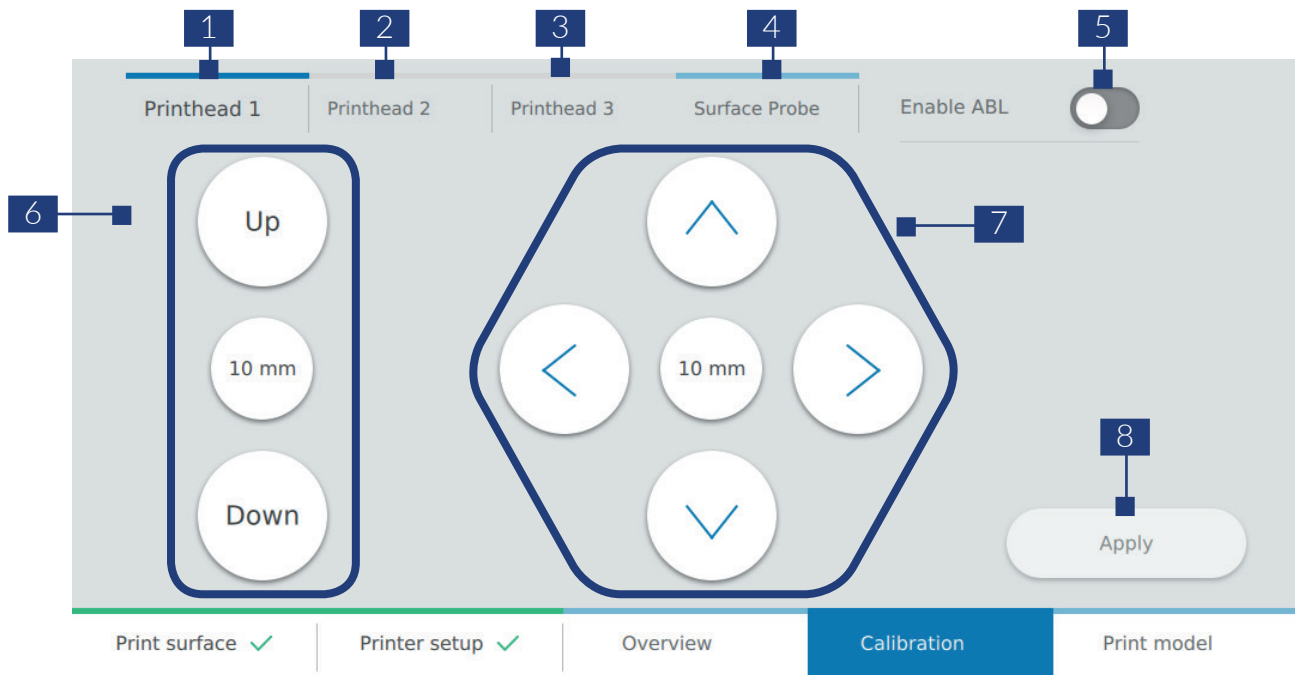 1 2 3 4 5
Printhead 1 Printhead 2 Printhead 3 Surface Probe Enable ABL
6 Up 7
10 mm 10 mm
8
Down Apply
Print surface Printer setup Overview Calibration Print model